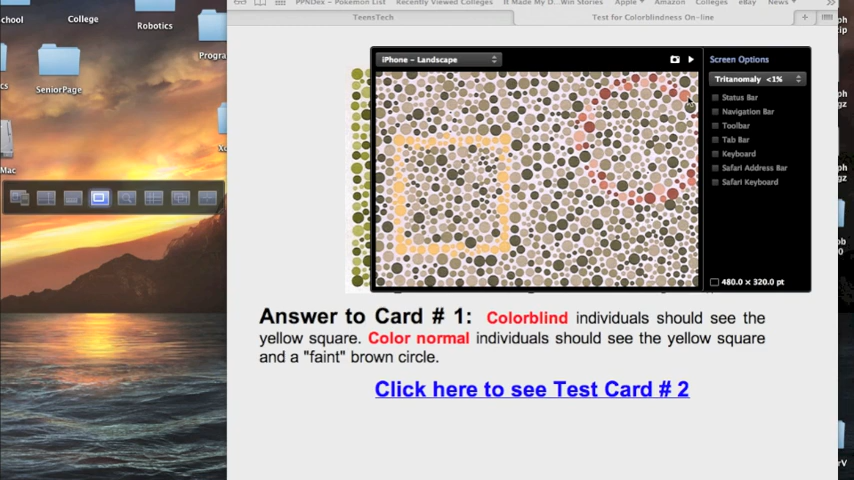 PPNDex – Pokemon List Recently Viewed Colleges It Made My D...Win Stories Apple Amazon Colleges eBay News
TeensTech
Test for Colorblindness On-line
chool
College
Robotics
Progra
SeniorPage
Mac
iPhone – Landscape
Screen Options
Tritanomaly <1%
Status Bar
Navigation Bar
Toolbar
Tab Bar
Keyboard
Safari Address Bar
Safari Keyboard
480.0 × 320.0 pt
Answer to Card # 1: Colorblind individuals should see the
yellow square. Color normal individuals should see the yellow square
and a "faint" brown circle.
Click here to see Test Card # 2